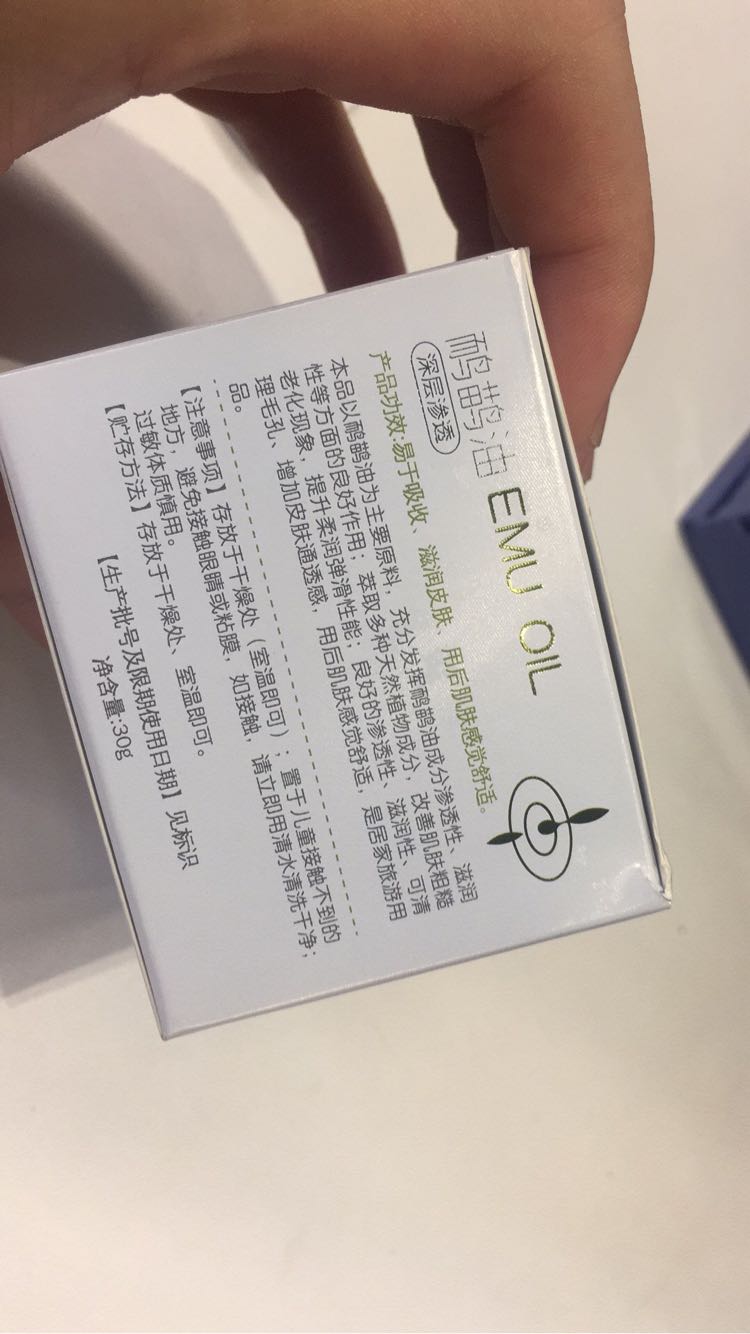 鸸鹋油 EMU OIL
深层渗透
产品功效:易于吸收、滋润皮肤、用后肌肤感觉舒适。
本品以鸸鹋油为主要原料，充分发挥鸸鹋油成分渗透性、滋润
性等方面的良好作用；萃取多种天然植物成分，改善肌肤粗糙
老化现象，提升柔润弹滑性能；良好的渗透性、滋润性、可清
理毛孔、增加皮肤通透感，用后肌肤感觉舒适，是居家旅游用
品。
【注意事项】存放于干燥处（室温即可）；置于儿童接触不到的
地方，避免接触眼睛或粘膜，如接触，请立即用清水清洗干净；
过敏体质慎用。
【贮存方法】存放于干燥处、室温即可。
【生产批号及限期使用日期】见标识
净含量:30g